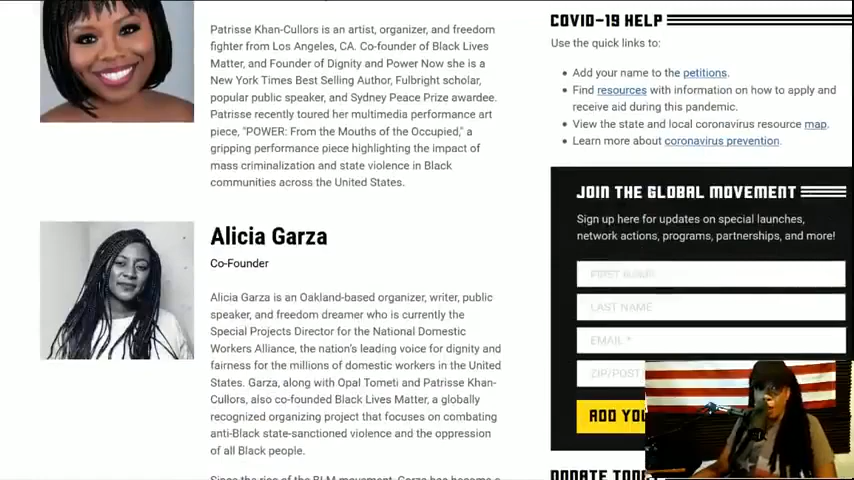 Patrisse Khan-Cullors is an artist, organizer, and freedom
fighter from Los Angeles, CA. Co-founder of Black Lives
Matter, and Founder of Dignity and Power Now she is a
New York Times Best Selling Author, Fulbright scholar,
popular public speaker, and Sydney Peace Prize awardee.
Patrisse recently toured her multimedia performance art
piece, "POWER: From the Mouths of the Occupied," a
gripping performance piece highlighting the impact of
mass criminalization and state violence in Black
communities across the United States.
Alicia Garza
Co-Founder
Alicia Garza is an Oakland-based organizer, writer, public
speaker, and freedom dreamer who is currently the
Special Projects Director for the National Domestic
Workers Alliance, the nation's leading voice for dignity and
fairness for the millions of domestic workers in the United
States. Garza, along with Opal Tometi and Patrisse Khan-
Cullors, also co-founded Black Lives Matter, a globally
recognized organizing project that focuses on combating
anti-Black state-sanctioned violence and the oppression
of all Black people.
Since the rise of the BLM movement, Garza has become a
COVID-19 HELP
Use the quick links to:
• Add your name to the petitions.
• Find resources with information on how to apply and
receive aid during this pandemic.
• View the state and local coronavirus resource map.
• Learn more about coronavirus prevention.
JOIN THE GLOBAL MOVEMENT
Sign up here for updates on special launches,
network actions, programs, partnerships, and more!
FIRST NAME
LAST NAME
EMAIL *
ZIP/POST
ADD YOU
DONATE TODAY